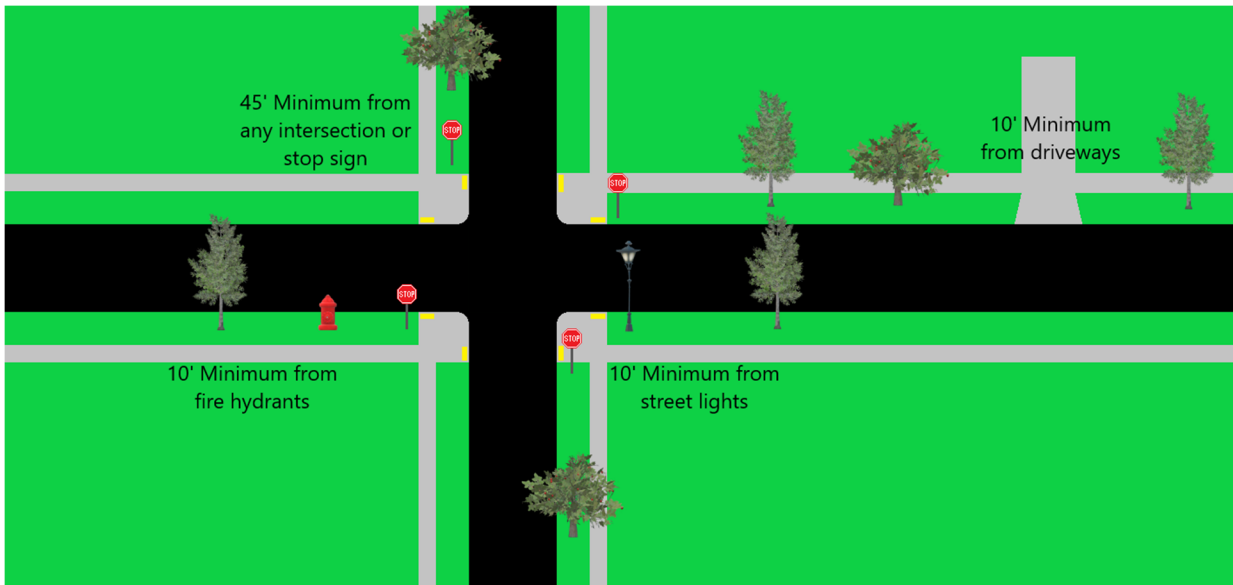 45' Minimum from
any intersection or
stop sign
STOP
10' Minimum
from driveways
STOP
STOP
STOP
10' Minimum from
fire hydrants
10' Minimum from
street lights